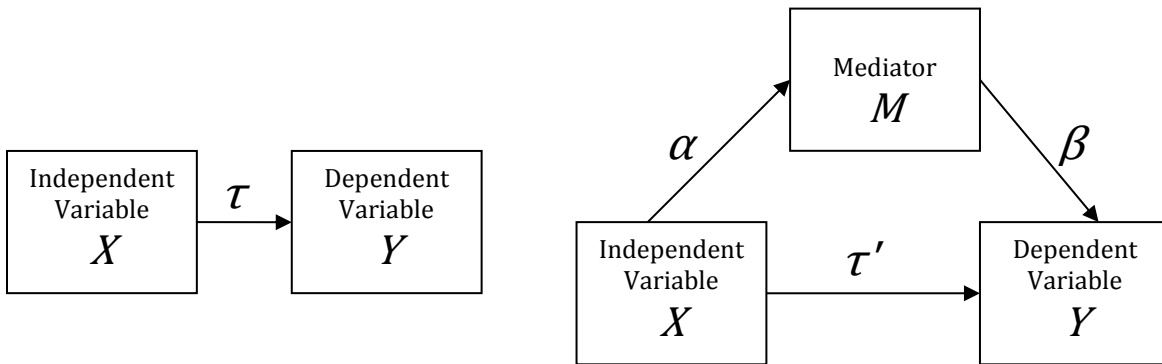 Independent
Variable
X
τ
Dependent
Variable
Y
Mediator
M
α
β
Independent
Variable
X
τ′
Dependent
Variable
Y